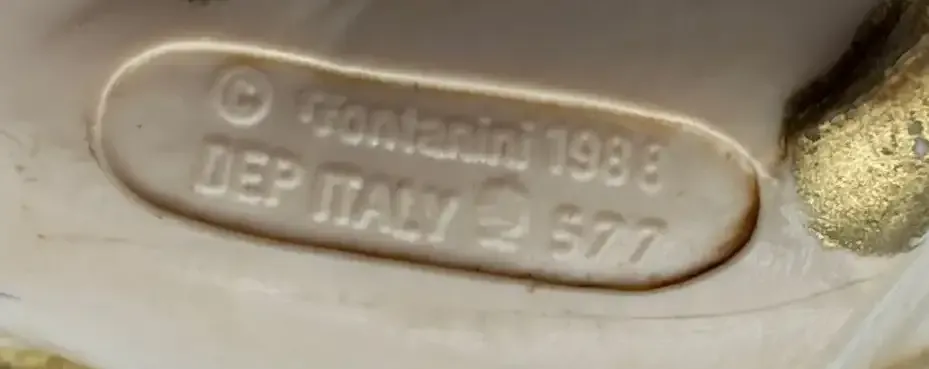 © Fontanini 1988
DEP ITALY 577